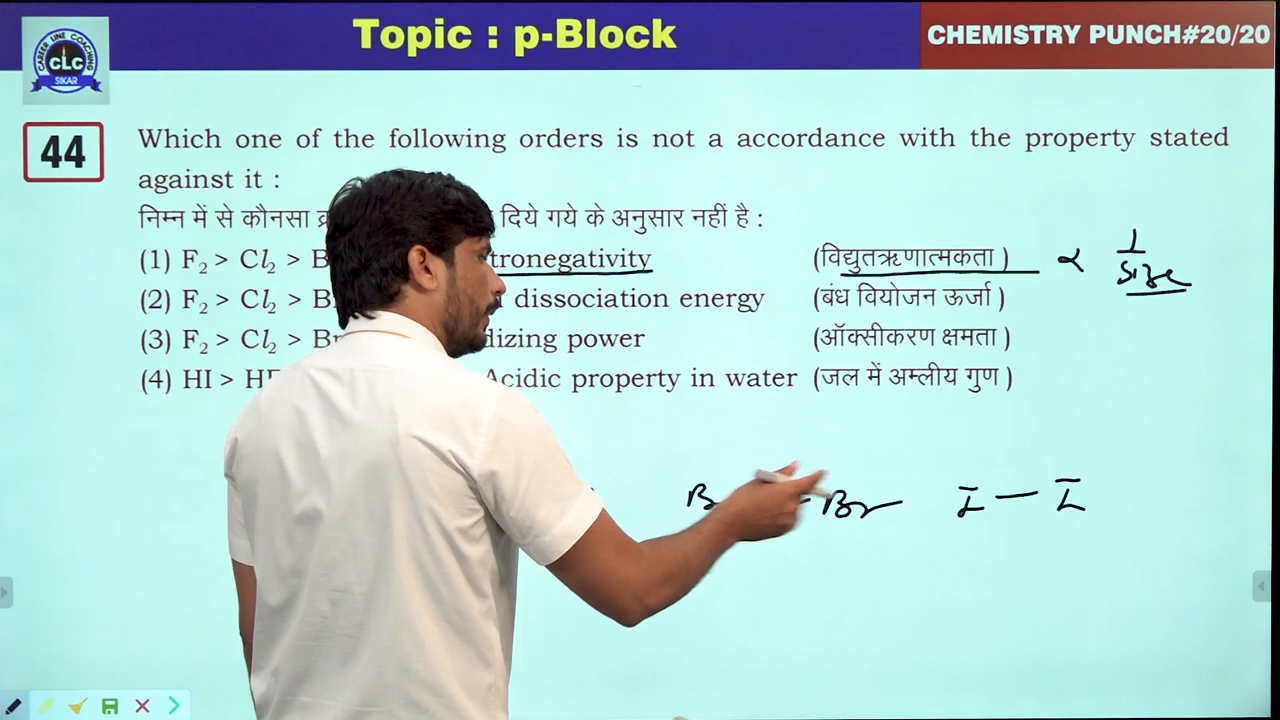 Topic : p-Block
CHEMISTRY PUNCH#20/20
CAREER LINE COACHING
CLC
SIKAR
44
Which one of the following orders is not a accordance with the property stated
against it :
निम्न में से कौनसा दिये गये के अनुसार नहीं है :
(1) F₂ > Cl₂ > B tronegativity (विद्युतऋणात्मकता ) ∝ 1/size
(2) F₂ > Cl₂ > B dissociation energy (बंध वियोजन ऊर्जा )
(3) F₂ > Cl₂ > Br dizing power (ऑक्सीकरण क्षमता )
(4) HI > HB Acidic property in water (जल में अम्लीय गुण )
B - Br I - I